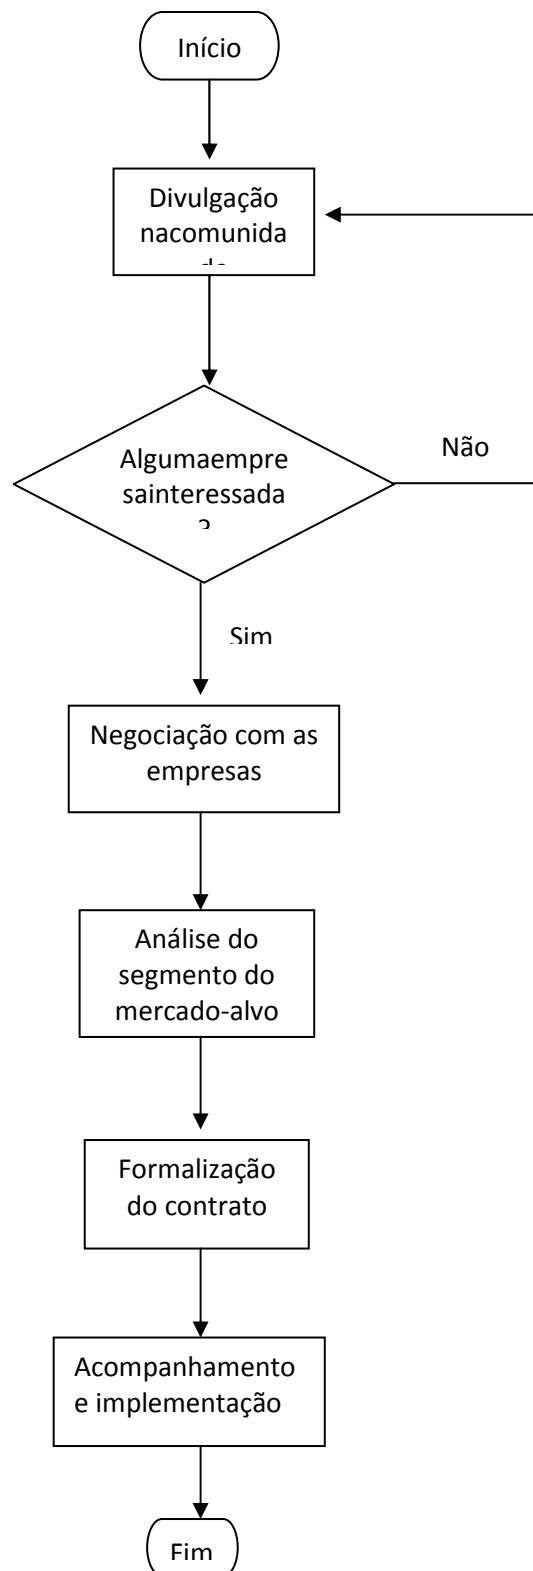 Início
Divulgação
nacomunida
de
Algumaempre
sainteressada
?
Não
Sim
Negociação com as
empresas
Análise do
segmento do
mercado-alvo
Formalização
do contrato
Acompanhamento
e implementação
Fim